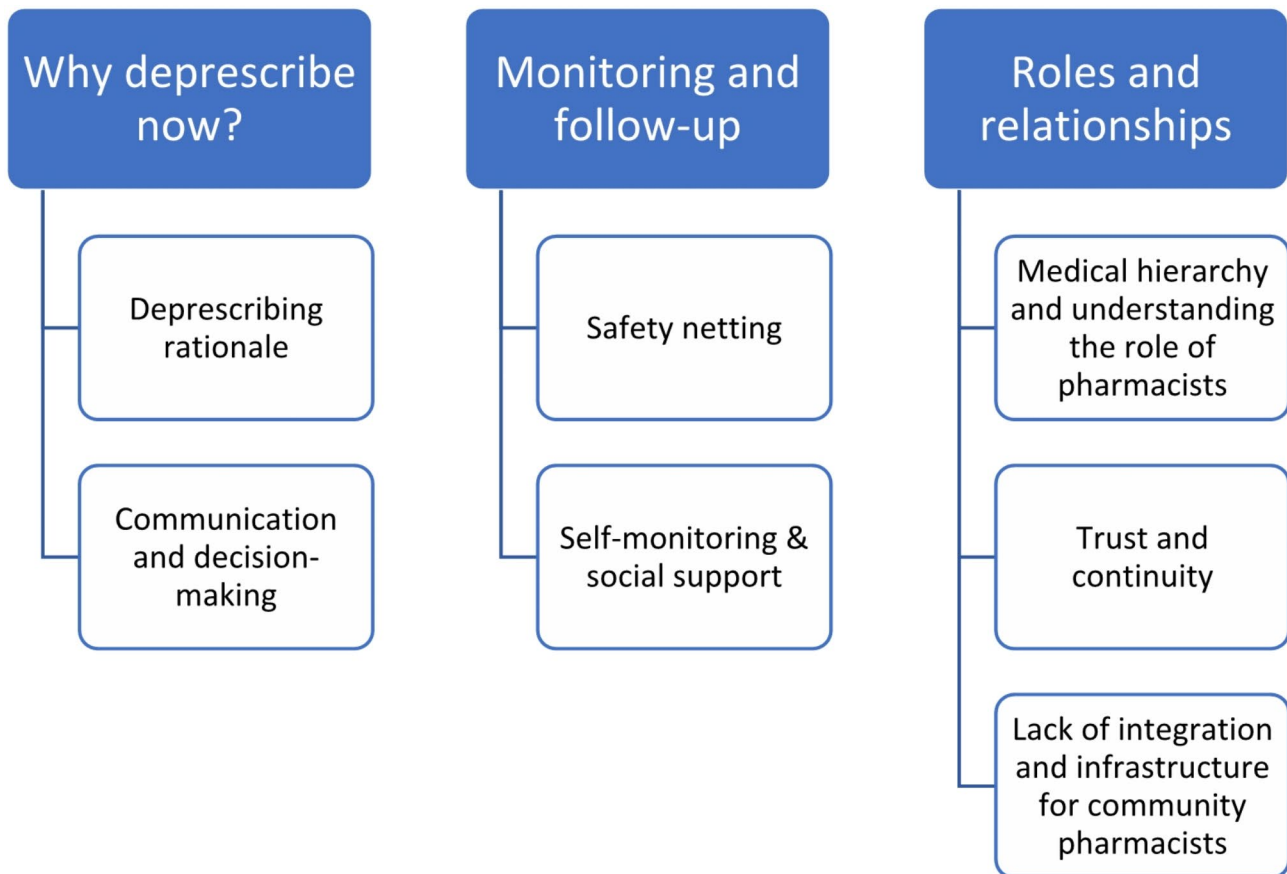 Why deprescribe
now?
Deprescribing
rationale
Communication
and decision-
making
Monitoring and
follow-up
Safety netting
Self-monitoring &
social support
Roles and
relationships
Medical hierarchy
and understanding
the role of
pharmacists
Trust and
continuity
Lack of integration
and infrastructure
for community
pharmacists